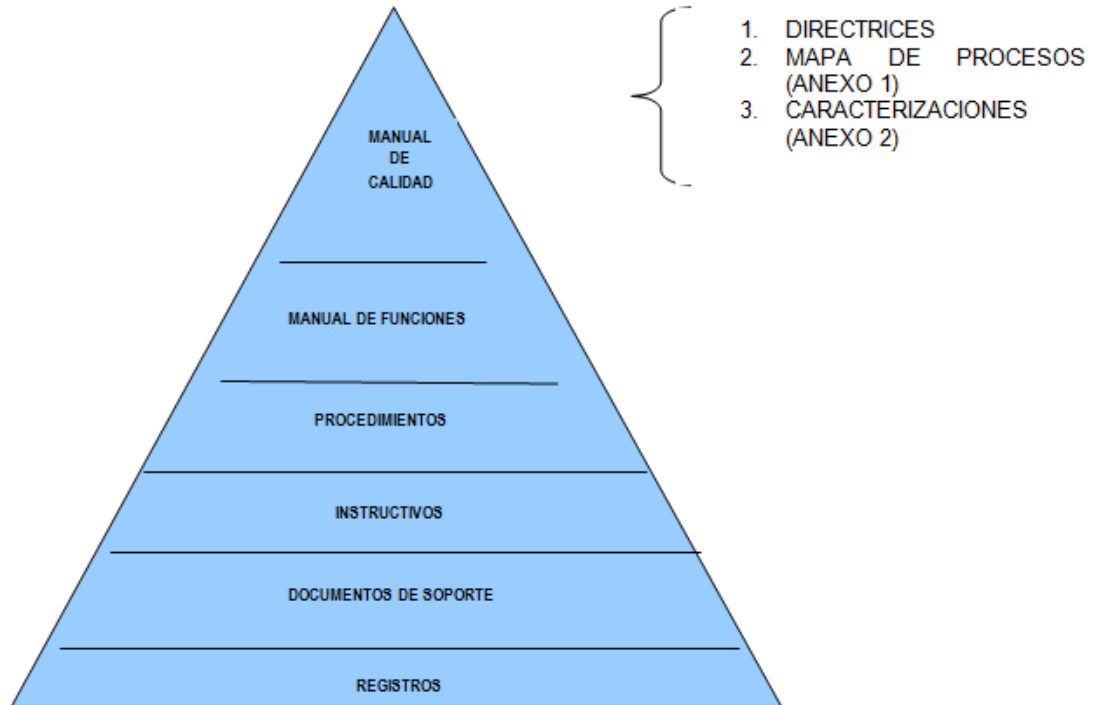 MANUAL
DE
CALIDAD
MANUAL DE FUNCIONES
PROCEDIMIENTOS
INSTRUCTIVOS
DOCUMENTOS DE SOPORTE
REGISTROS
1. DIRECTRICES
2. MAPA DE PROCESOS
(ANEXO 1)
3. CARACTERIZACIONES
(ANEXO 2)